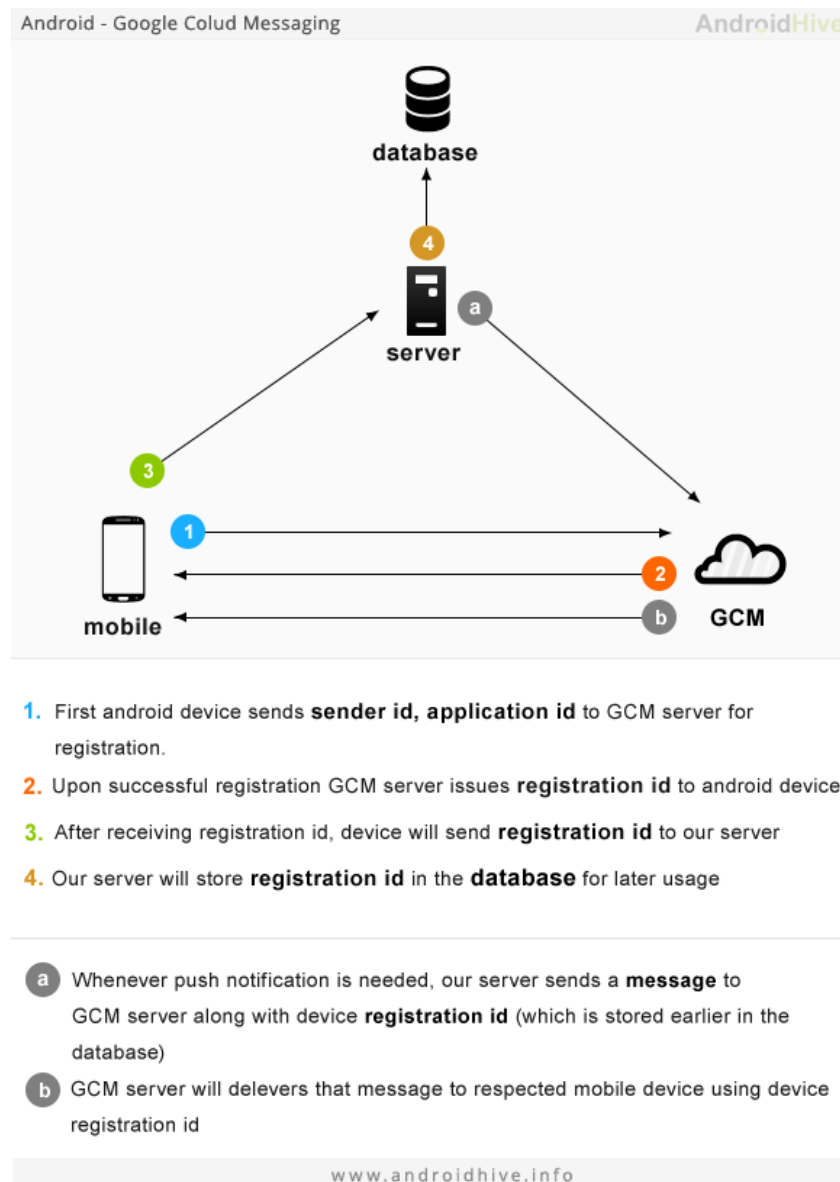 Android - Google Colud Messaging
AndroidHive
database
4
a
server
3
1
2
GCM
b
mobile
1. First android device sends sender id, application id to GCM server for
registration.
2. Upon successful registration GCM server issues registration id to android device
3. After receiving registration id, device will send registration id to our server
4. Our server will store registration id in the database for later usage
a Whenever push notification is needed, our server sends a message to
GCM server along with device registration id (which is stored earlier in the
database)
b GCM server will delevers that message to respected mobile device using device
registration id
www.androidhive.info